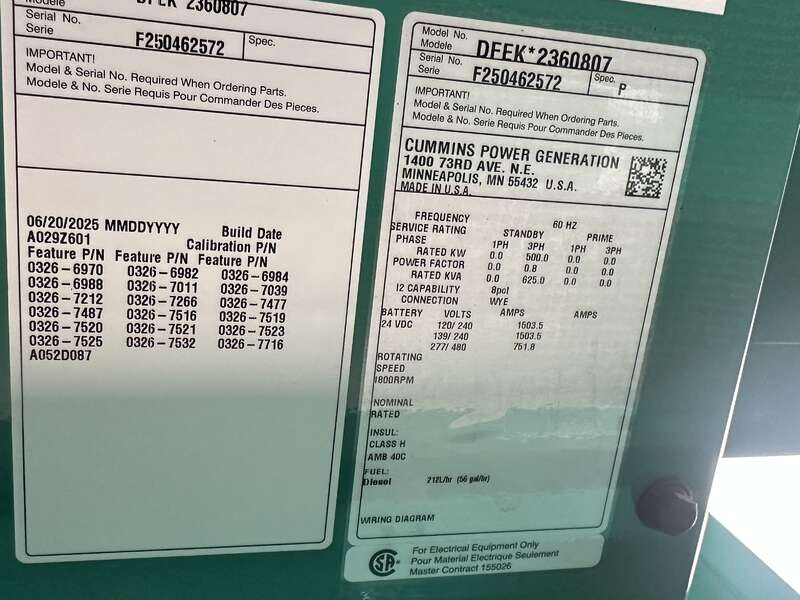 Modele DFEK 2360807
Serial No.
Serie F250462572 Spec.
IMPORTANT!
Model & Serial No. Required When Ordering Parts.
Modele & No. Serie Requis Pour Commander Des Pieces.
06/20/2025 MMDDYYYY Build Date
A029Z601 Calibration P/N
Feature P/N Feature P/N Feature P/N
0326-6970 0326-6982 0326-6984
0326-6988 0326-7011 0326-7039
0326-7212 0326-7266 0326-7477
0326-7487 0326-7516 0326-7519
0326-7520 0326-7521 0326-7523
0326-7525 0326-7532 0326-7716
A052D087
Model No.
Modele DFEK*2360807
Serial No.
Serie F250462572 Spec. P
IMPORTANT!
Model & Serial No. Required When Ordering Parts.
Modele & No. Serie Requis Pour Commander Des Pieces.
CUMMINS POWER GENERATION
1400 73RD AVE. N.E.
MINNEAPOLIS, MN 55432 U.S.A.
MADE IN U.S.A.
FREQUENCY 60 HZ
SERVICE RATING STANDBY PRIME
PHASE 1PH 3PH 1PH 3PH
RATED KW 0.0 500.0 0.0 0.0
POWER FACTOR 0.0 0.8 0.0 0.0
RATED KVA 0.0 625.0 0.0 0.0
I2 CAPABILITY 8pct
CONNECTION WYE
BATTERY VOLTS AMPS AMPS
24 VDC 120/ 240 1503.5
139/ 240 1503.5
277/ 480 751.8
ROTATING
SPEED
1800RPM
NOMINAL
RATED
INSUL:
CLASS H
AMB 40C
FUEL:
Diesel 212L/hr (56 gal/hr)
WIRING DIAGRAM
CSA
For Electrical Equipment Only
Pour Material Electrique Seulement
Master Contract 155026